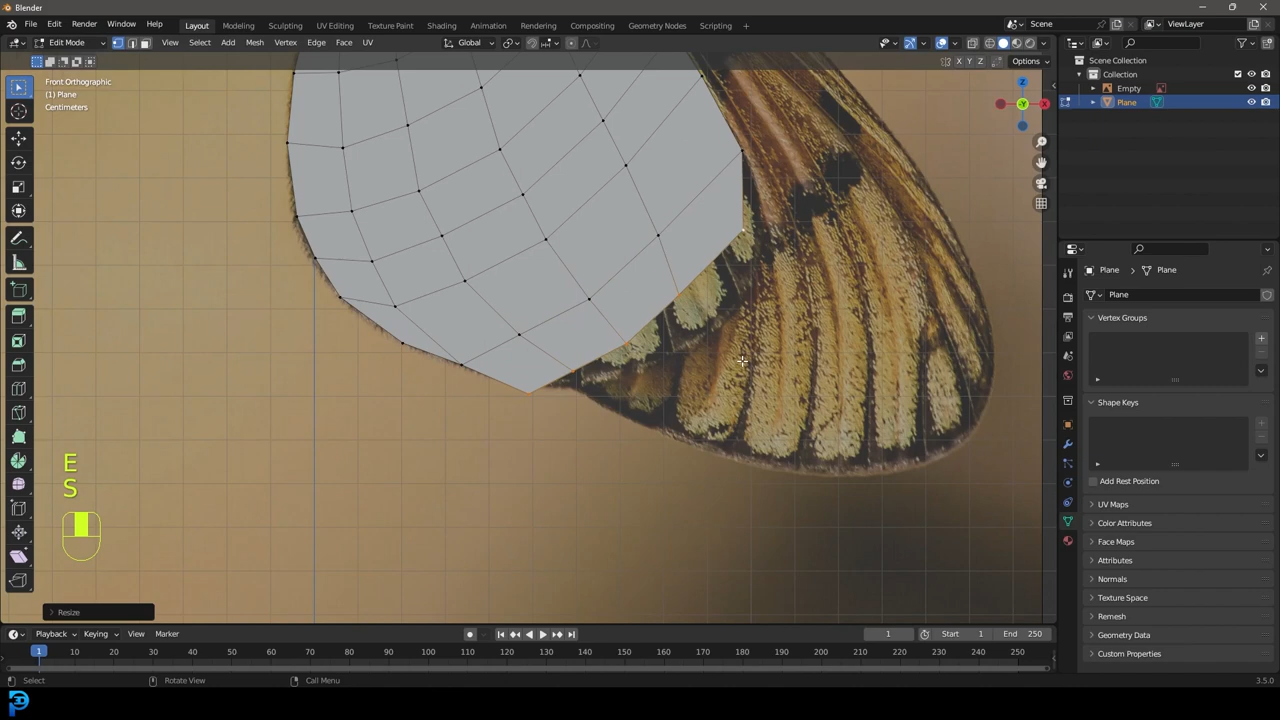 Blender
File Edit Render Window Help Layout Modeling Sculpting UV Editing Texture Paint Shading Animation Rendering Compositing Geometry Nodes Scripting + Scene ViewLayer
Edit Mode View Select Add Mesh Vertex Edge Face UV Global
X Y Z Options
Front Orthographic
(1) Plane
Centimeters
Z
-Y X
Scene Collection
Collection
Empty
Plane
Plane Plane
Plane
Vertex Groups
Shape Keys
Add Rest Position
UV Maps
Color Attributes
Face Maps
Attributes
Normals
Texture Space
Remesh
Geometry Data
Custom Properties
E
S
Resize
Playback Keying View Marker 1 Start 1 End 250
1 10 20 30 40 50 60 70 80 90 100 110 120 130 140 150 160 170 180 190 200 210 220 230 240 250
Select Rotate View Call Menu 3.5.0